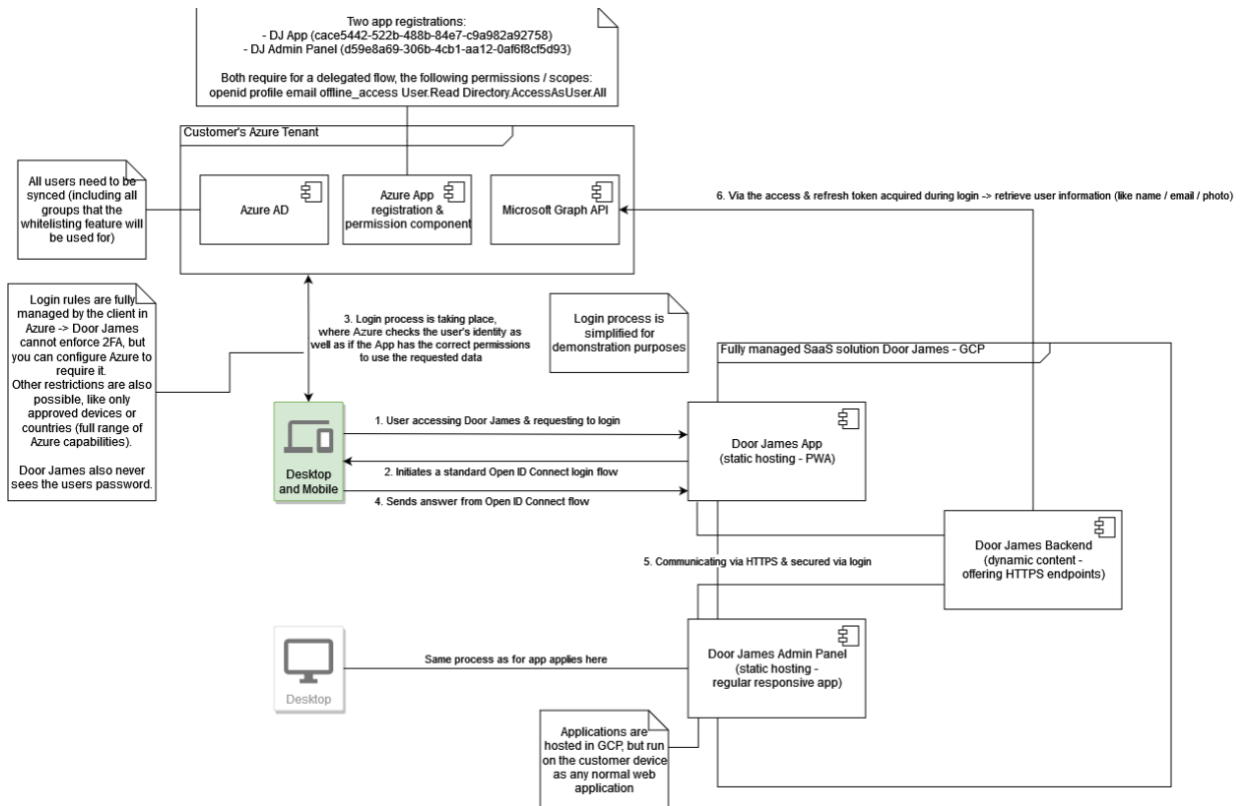 Two app registrations:
- DJ App (cace5442-522b-488b-84e7-c9a982a92758)
- DJ Admin Panel (d59e8a69-306b-4cb1-aa12-0af6f8cf5d93)
Both require for a delegated flow, the following permissions / scopes:
openid profile email offline_access User.Read Directory.AccessAsUser.All
Customer's Azure Tenant
All users need to be
synced (including all
groups that the
whitelisting feature will
be used for)
Azure AD
Azure App
registration &
permission component
Microsoft Graph API
6. Via the access & refresh token acquired during login -> retrieve user information (like name / email / photo)
Login rules are fully
managed by the client in
Azure -> Door James
cannot enforce 2FA, but
you can configure Azure to
require it.
Other restrictions are also
possible, like only
approved devices or
countries (full range of
Azure capabilities).
Door James also never
sees the users password.
3. Login process is taking place,
where Azure checks the user's identity as
well as if the App has the correct permissions
to use the requested data
Login process is
simplified for
demonstration purposes
Fully managed SaaS solution Door James - GCP
Desktop
and Mobile
1. User accessing Door James & requesting to login
2. Initiates a standard Open ID Connect login flow
4. Sends answer from Open ID Connect flow
Door James App
(static hosting - PWA)
5. Communicating via HTTPS & secured via login
Door James Backend
(dynamic content -
offering HTTPS endpoints)
Desktop
Same process as for app applies here
Door James Admin Panel
(static hosting -
regular responsive app)
Applications are
hosted in GCP, but run
on the customer device
as any normal web
application